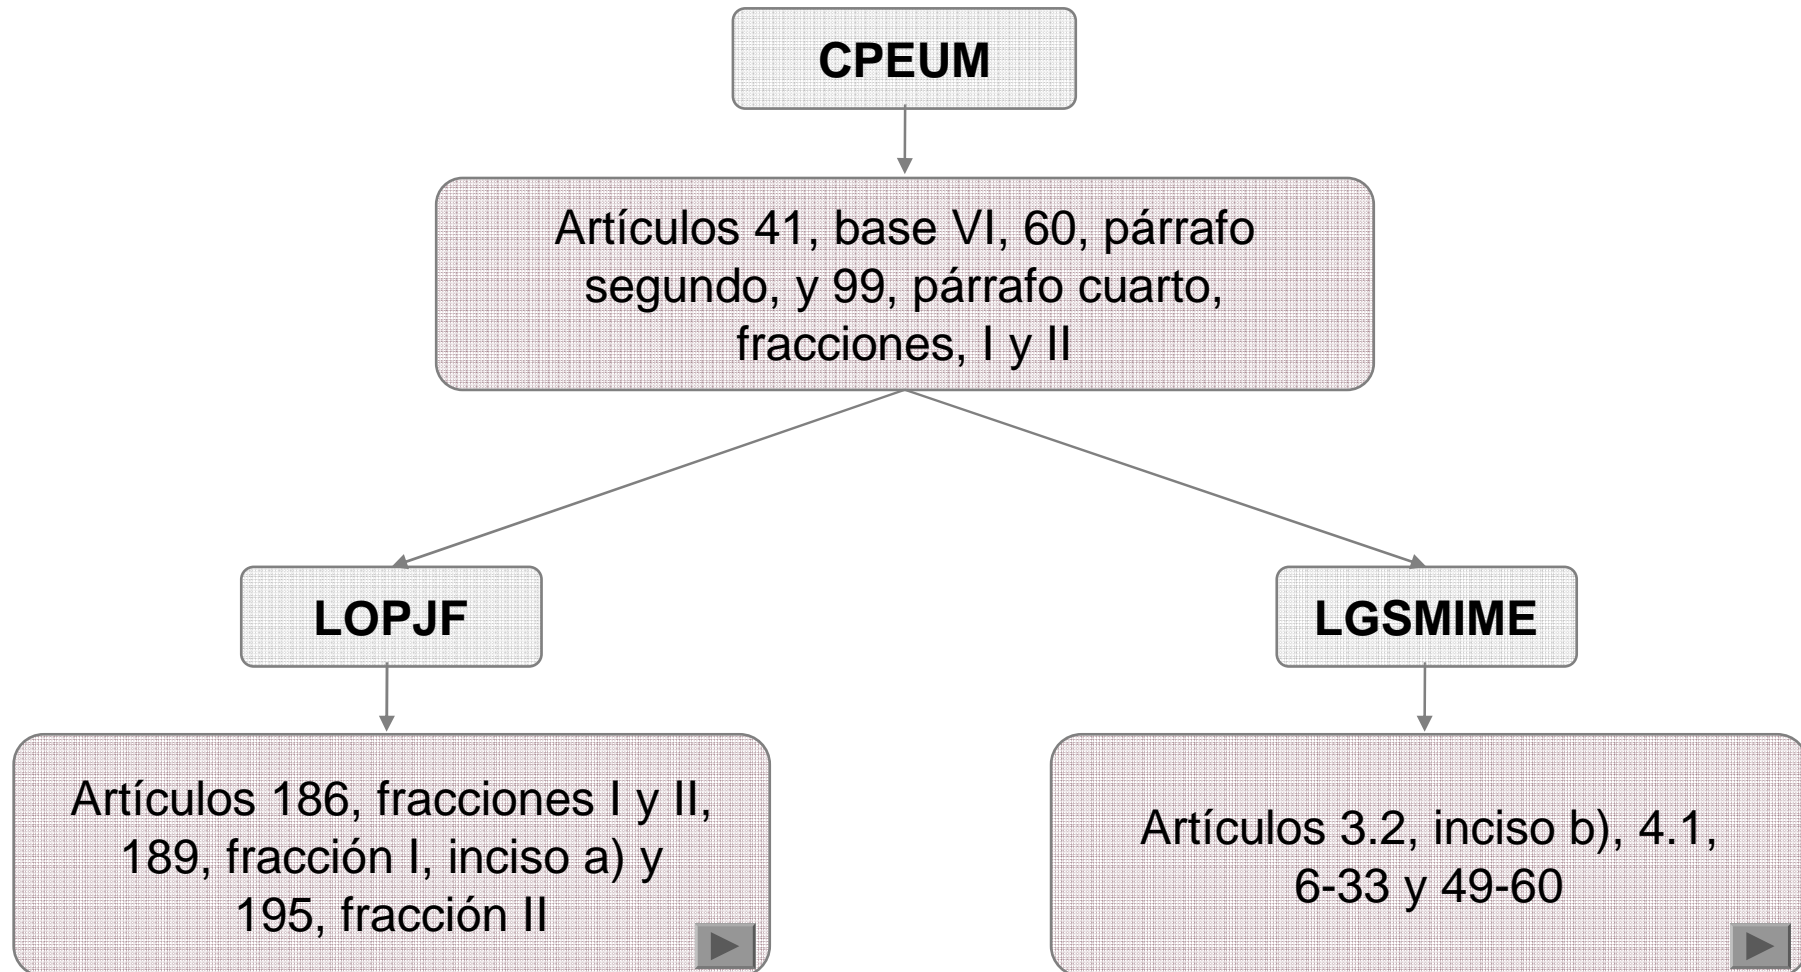 CPEUM
Artículos 41, base VI, 60, párrafo
segundo, y 99, párrafo cuarto,
fracciones, I y II
LOPJF
LGSMIME
Artículos 186, fracciones I y II,
189, fracción I, inciso a) y
195, fracción II
Artículos 3.2, inciso b), 4.1,
6-33 y 49-60